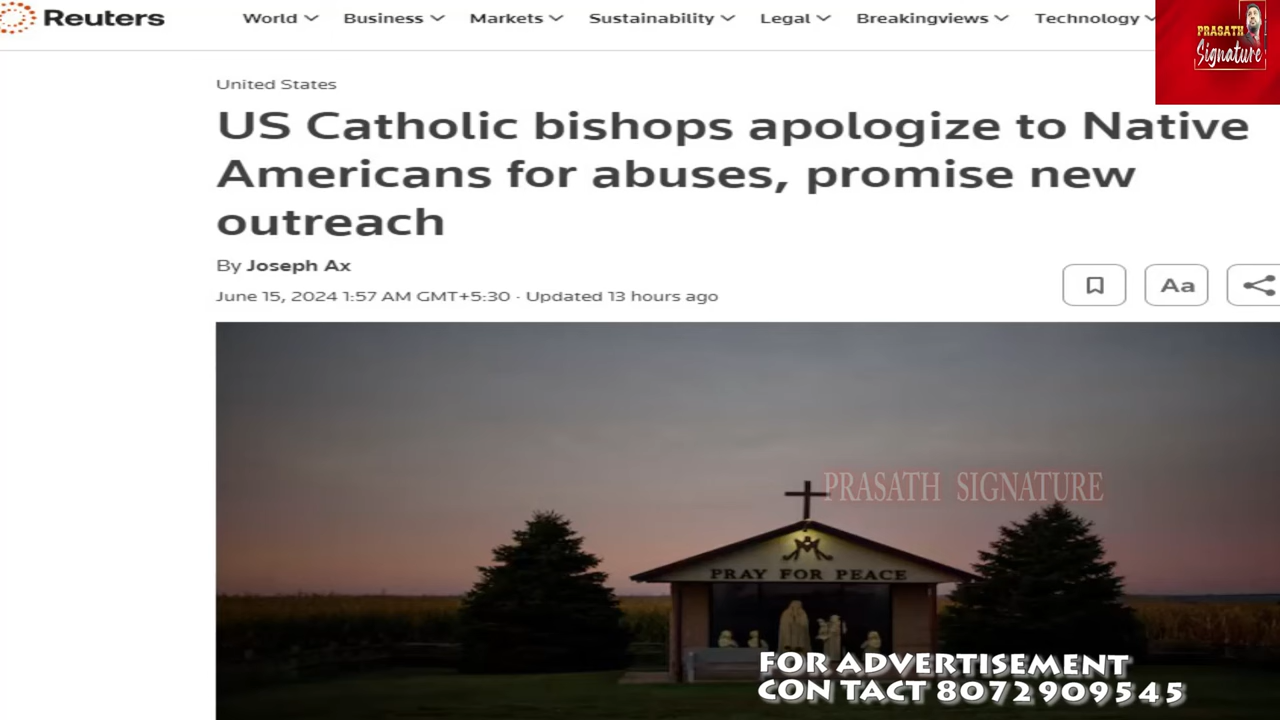 Reuters
World Business Markets Sustainability Legal Breakingviews Technology
PRASATH
Signature
United States
US Catholic bishops apologize to Native
Americans for abuses, promise new
outreach
By Joseph Ax
June 15, 2024 1:57 AM GMT+5:30 · Updated 13 hours ago
Aa
PRASATH SIGNATURE
PRAY FOR PEACE
FOR ADVERTISEMENT
CON TACT 8072909545